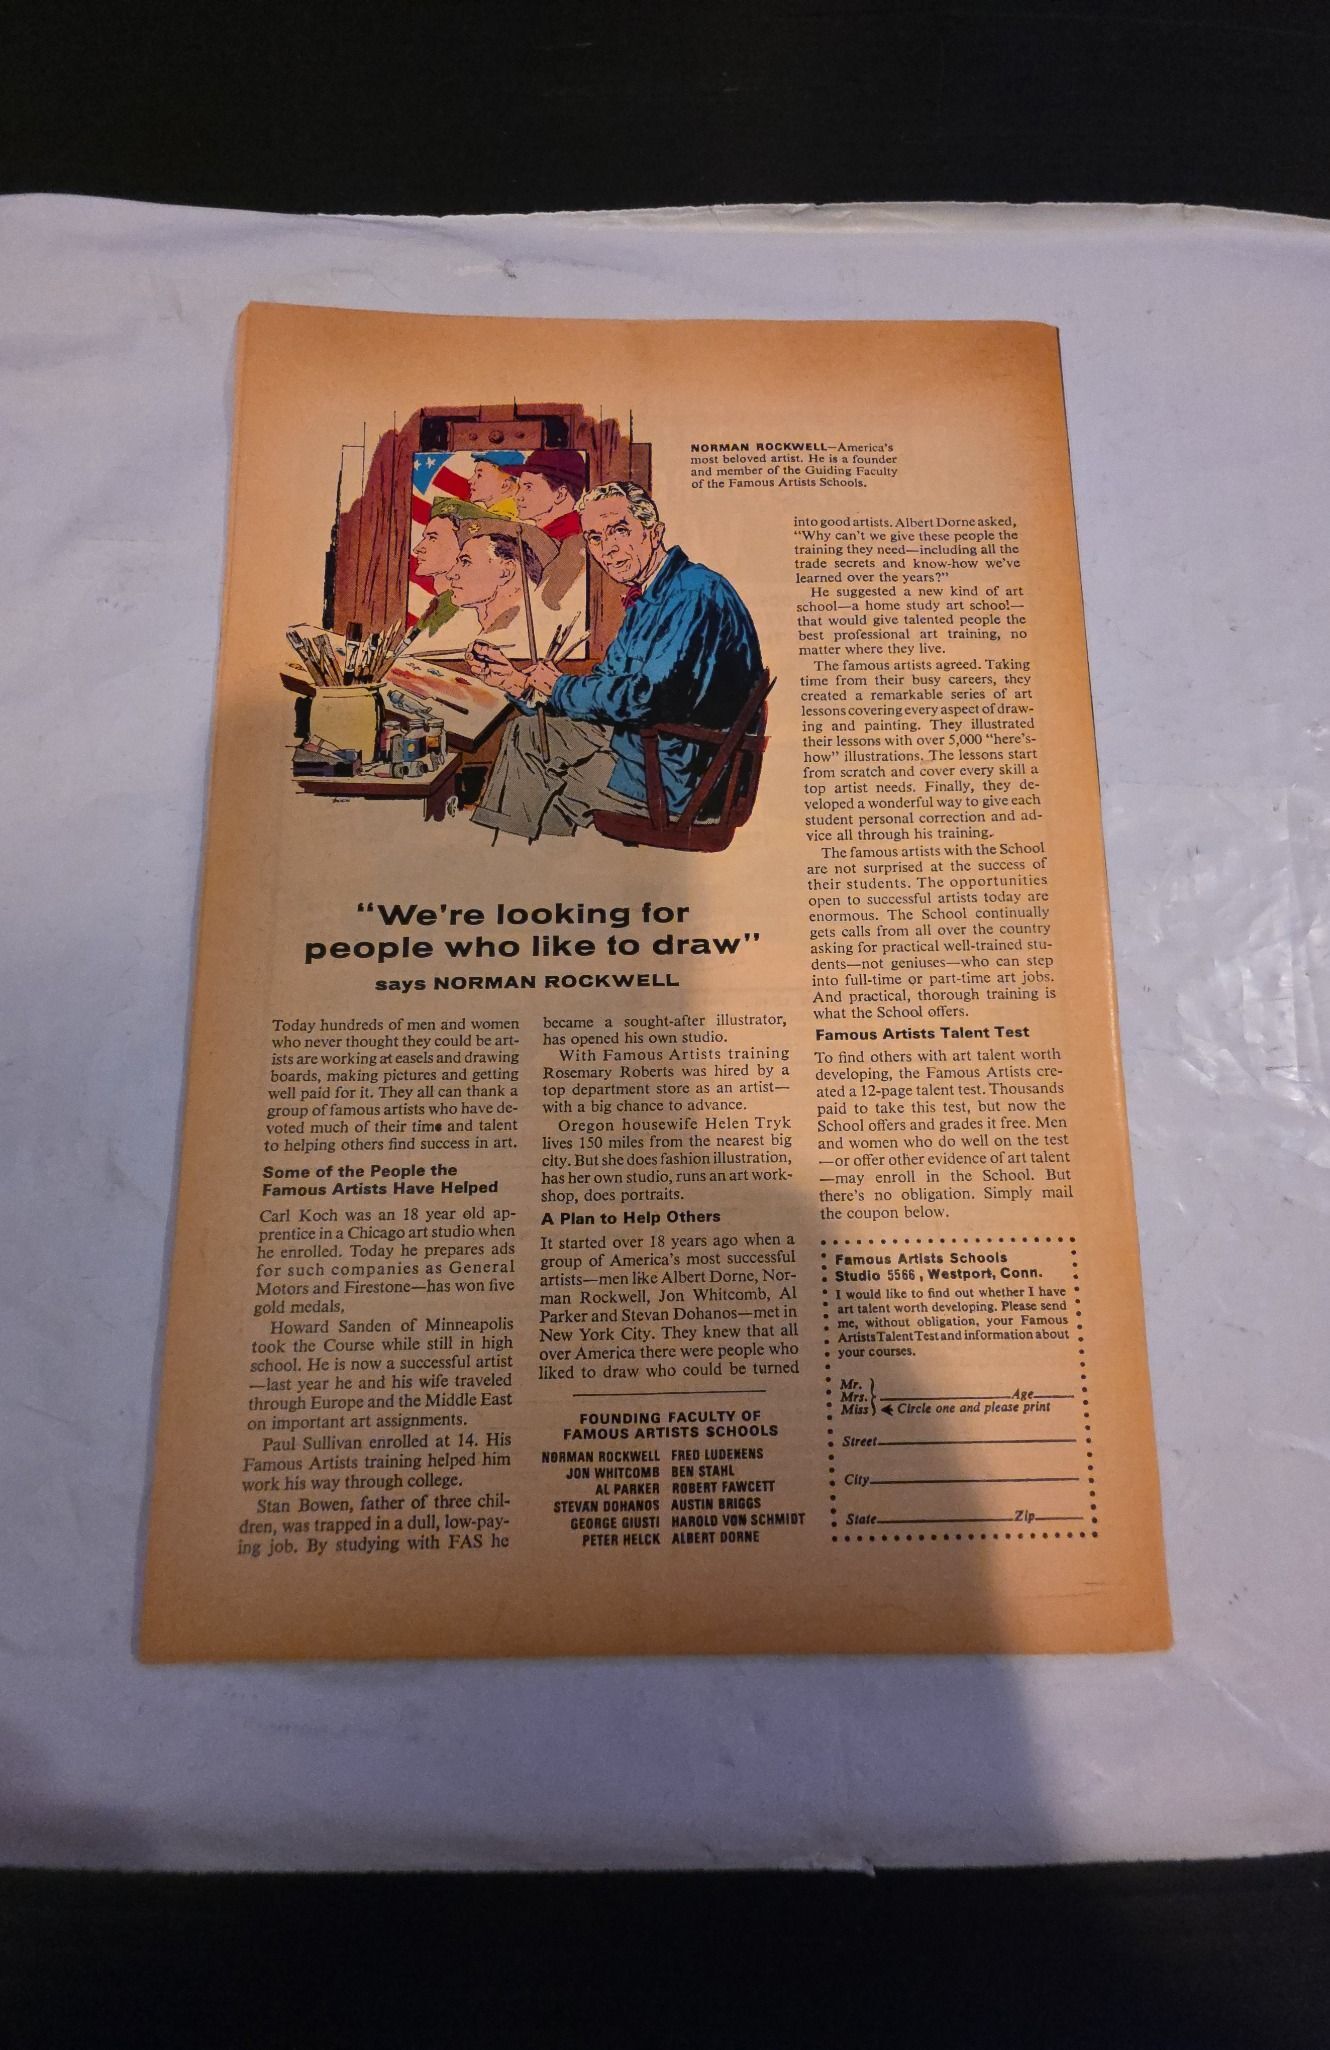 NORMAN ROCKWELL—America's
most beloved artist. He is a founder
and member of the Guiding Faculty
of the Famous Artists Schools.
"We're looking for
people who like to draw"
says NORMAN ROCKWELL
Today hundreds of men and women
who never thought they could be art-
ists are working at easels and drawing
boards, making pictures and getting
well paid for it. They all can thank a
group of famous artists who have de-
voted much of their time and talent
to helping others find success in art.
Some of the People the
Famous Artists Have Helped
Carl Koch was an 18 year old ap-
prentice in a Chicago art studio when
he enrolled. Today he prepares ads
for such companies as General
Motors and Firestone—has won five
gold medals,
Howard Sanden of Minneapolis
took the Course while still in high
school. He is now a successful artist
—last year he and his wife traveled
through Europe and the Middle East
on important art assignments.
Paul Sullivan enrolled at 14. His
Famous Artists training helped him
work his way through college.
Stan Bowen, father of three chil-
dren, was trapped in a dull, low-pay-
ing job. By studying with FAS he
became a sought-after illustrator,
has opened his own studio.
With Famous Artists training
Rosemary Roberts was hired by a
top department store as an artist—
with a big chance to advance.
Oregon housewife Helen Tryk
lives 150 miles from the nearest big
city. But she does fashion illustration,
has her own studio, runs an art work-
shop, does portraits.
A Plan to Help Others
It started over 18 years ago when a
group of America's most successful
artists—men like Albert Dorne, Nor-
man Rockwell, Jon Whitcomb, Al
Parker and Stevan Dohanos—met in
New York City. They knew that all
over America there were people who
liked to draw who could be turned
FOUNDING FACULTY OF
FAMOUS ARTISTS SCHOOLS
NORMAN ROCKWELL FRED LUDEKENS
JON WHITCOMB BEN STAHL
AL PARKER ROBERT FAWCETT
STEVAN DOHANOS AUSTIN BRIGGS
GEORGE GIUSTI HAROLD VON SCHMIDT
PETER HELCK ALBERT DORNE
into good artists. Albert Dorne asked,
"Why can't we give these people the
training they need—including all the
trade secrets and know-how we've
learned over the years?"
He suggested a new kind of art
school—a home study art school—
that would give talented people the
best professional art training, no
matter where they live.
The famous artists agreed. Taking
time from their busy careers, they
created a remarkable series of art
lessons covering every aspect of draw-
ing and painting. They illustrated
their lessons with over 5,000 "here's-
how" illustrations. The lessons start
from scratch and cover every skill a
top artist needs. Finally, they de-
veloped a wonderful way to give each
student personal correction and ad-
vice all through his training.
The famous artists with the School
are not surprised at the success of
their students. The opportunities
open to successful artists today are
enormous. The School continually
gets calls from all over the country
asking for practical well-trained stu-
dents—not geniuses—who can step
into full-time or part-time art jobs.
And practical, thorough training is
what the School offers.
Famous Artists Talent Test
To find others with art talent worth
developing, the Famous Artists cre-
ated a 12-page talent test. Thousands
paid to take this test, but now the
School offers and grades it free. Men
and women who do well on the test
—or offer other evidence of art talent
—may enroll in the School. But
there's no obligation. Simply mail
the coupon below.
Famous Artists Schools
Studio 5566, Westport, Conn.
I would like to find out whether I have
art talent worth developing. Please send
me, without obligation, your Famous
Artists Talent Test and information about
your courses.
Mr.
Mrs. Age
Miss Circle one and please print
Street
City
State Zip